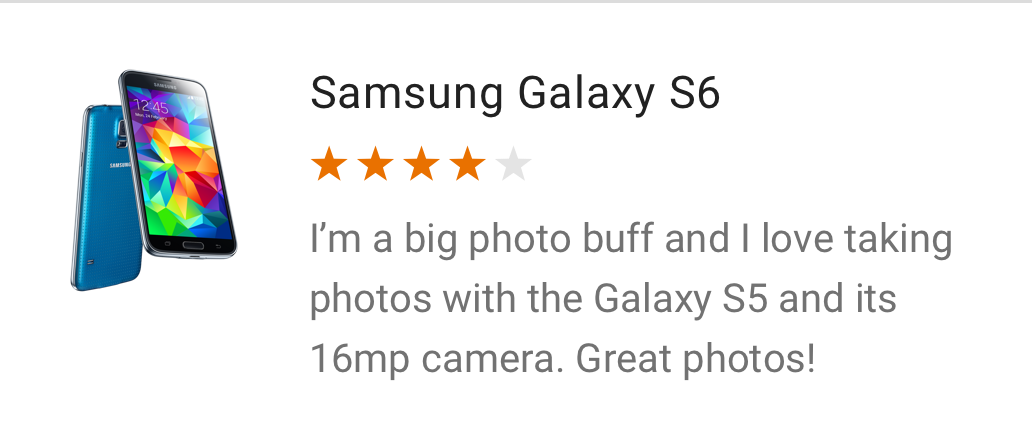 Samsung Galaxy S6
SAMSUNG
12:45
SAMSUNG
I’m a big photo buff and I love taking
photos with the Galaxy S5 and its
16mp camera. Great photos!